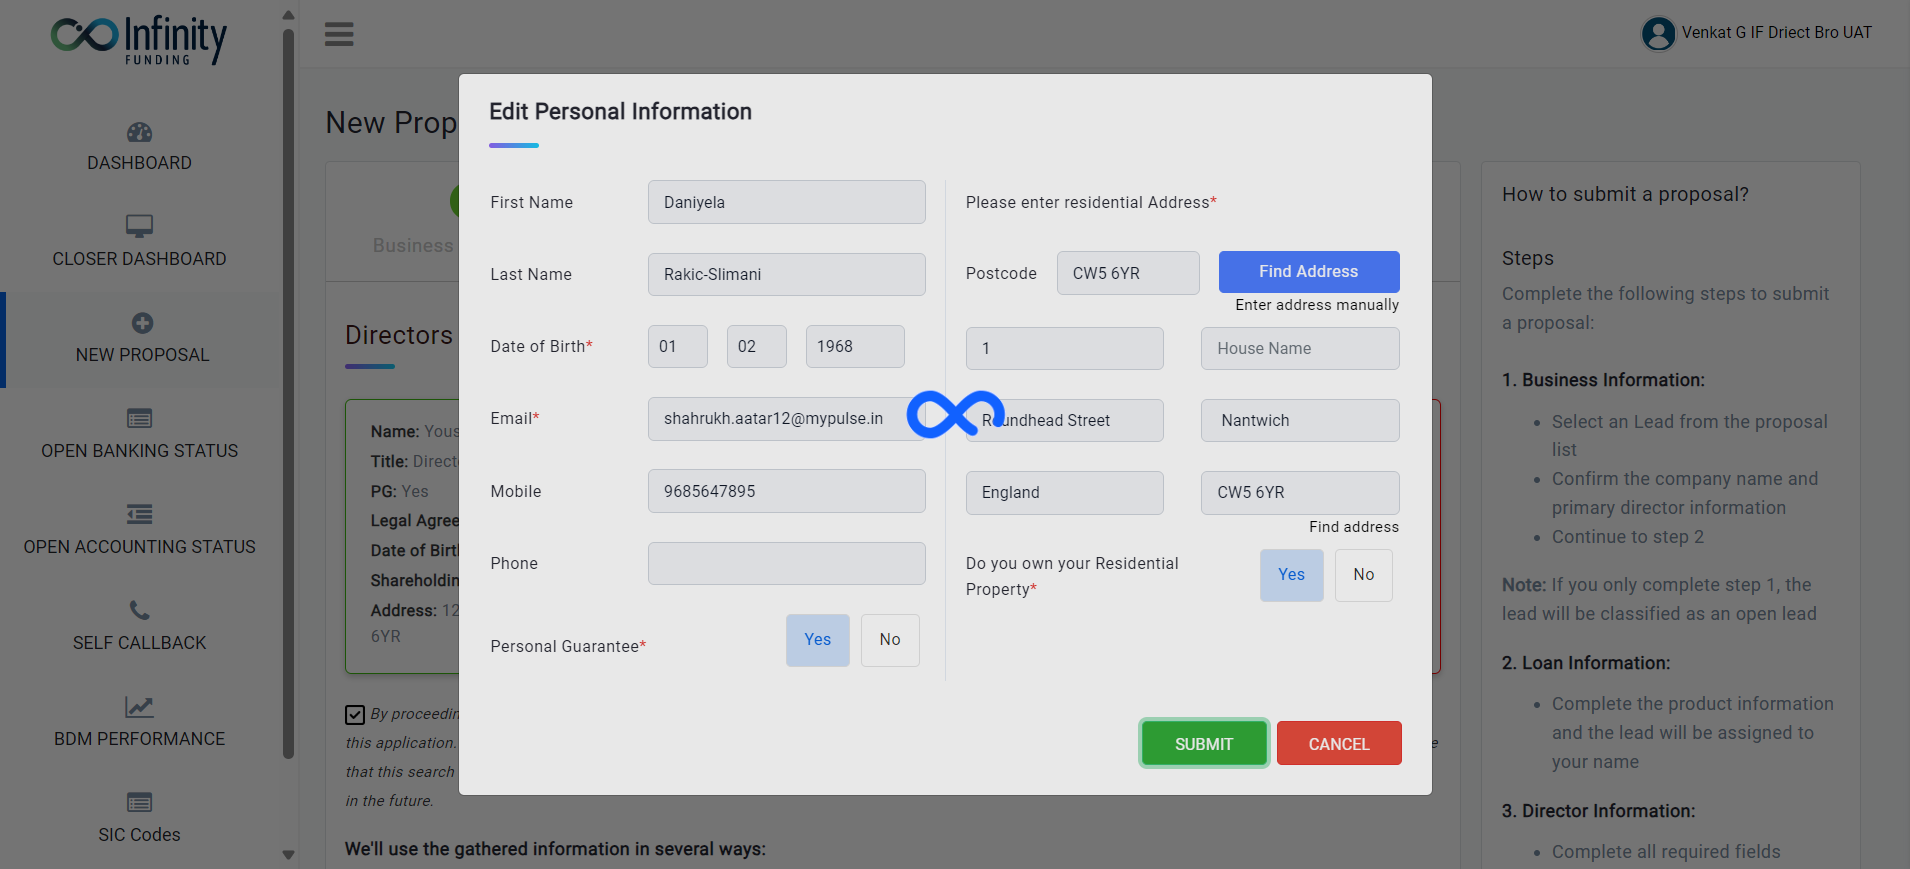 Infinity
FUNDING
DASHBOARD
CLOSER DASHBOARD
NEW PROPOSAL
OPEN BANKING STATUS
OPEN ACCOUNTING STATUS
SELF CALLBACK
BDM PERFORMANCE
SIC Codes
Venkat G IF Driect Bro UAT
New Prop
Business
Directors
Name: Yous
Title: Direct
PG: Yes
Legal Agree
Date of Birt
Shareholdin
Address: 12
6YR
By proceedin
this application.
that this search
in the future.
We'll use the gathered information in several ways:
Edit Personal Information
First Name
Daniyela
Last Name
Rakic-Slimani
Date of Birth*
01
02
1968
Email*
shahrukh.aatar12@mypulse.in
Mobile
9685647895
Phone
Personal Guarantee*
Yes
No
Please enter residential Address*
Postcode
CW5 6YR
Find Address
Enter address manually
1
House Name
Roundhead Street
Nantwich
England
CW5 6YR
Find address
Do you own your Residential
Property*
Yes
No
SUBMIT
CANCEL
e
How to submit a proposal?
Steps
Complete the following steps to submit
a proposal:
1. Business Information:
• Select an Lead from the proposal
list
• Confirm the company name and
primary director information
• Continue to step 2
Note: If you only complete step 1, the
lead will be classified as an open lead
2. Loan Information:
• Complete the product information
and the lead will be assigned to
your name
3. Director Information:
• Complete all required fields